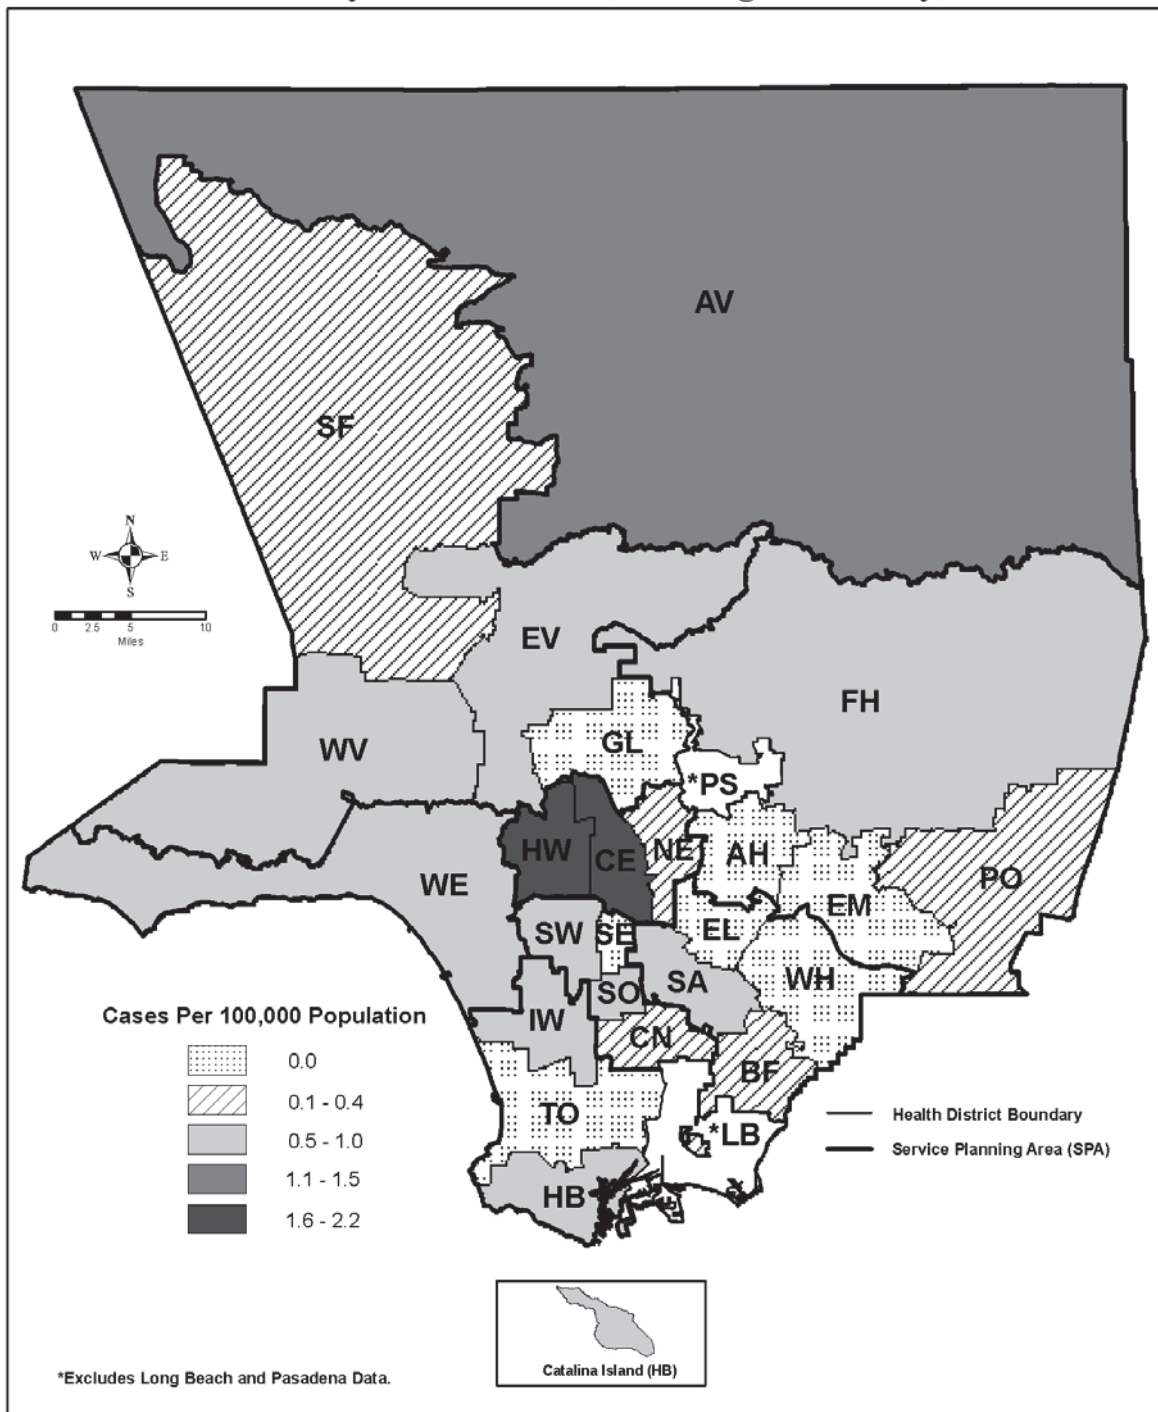 AV
SF
N
W E
S
0 2.5 5 10
Miles
EV
FH
WV
GL
*PS
HW
CE
NE
AH
PO
WE
EM
SW
SE
EL
WH
SA
SO
IW
CN
BF
TO
*LB
HB
Cases Per 100,000 Population
0.0
0.1 - 0.4
0.5 - 1.0
1.1 - 1.5
1.6 - 2.2
Health District Boundary
Service Planning Area (SPA)
Catalina Island (HB)
*Excludes Long Beach and Pasadena Data.